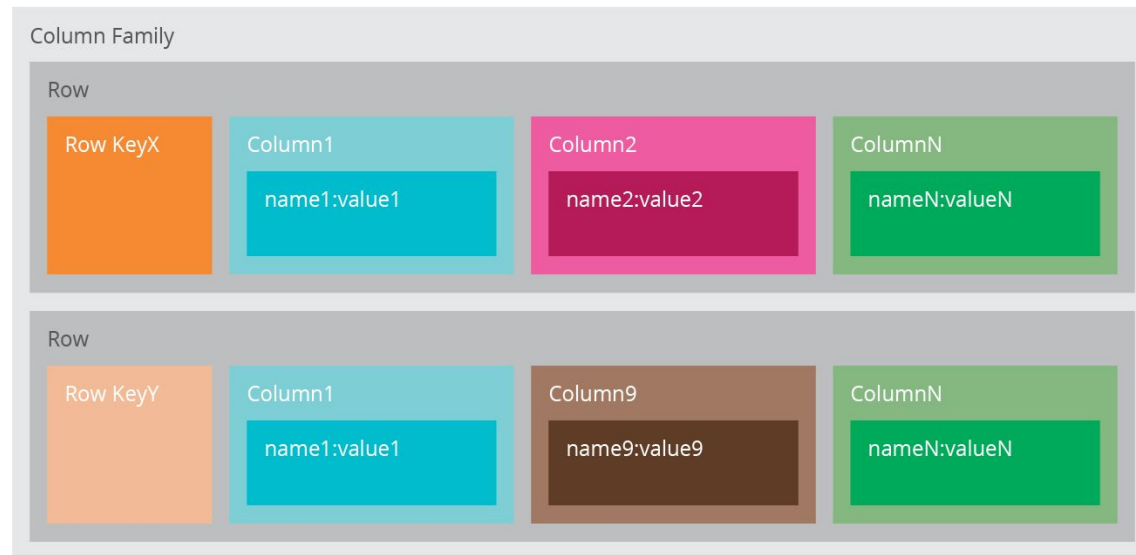 Column Family
Row
Row KeyX
Column1
name1:value1
Column2
name2:value2
ColumnN
nameN:valueN
Row
Row KeyY
Column1
name1:value1
Column9
name9:value9
ColumnN
nameN:valueN